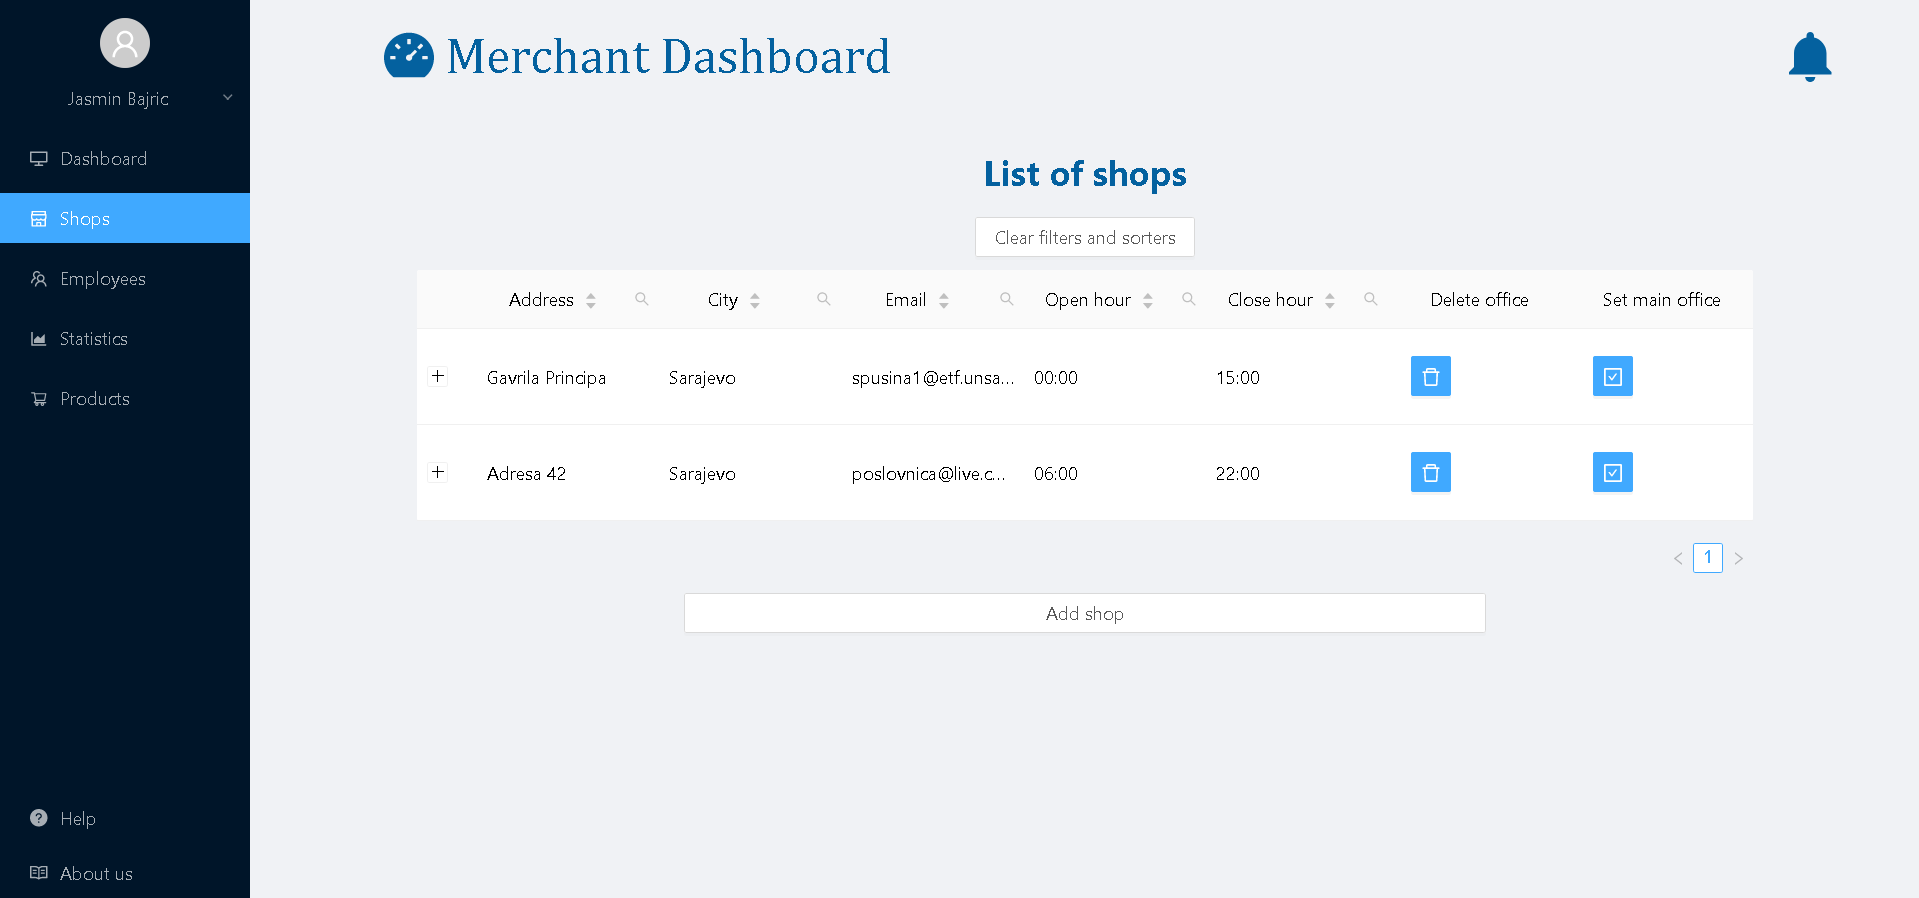 Jasmin Bajric
Dashboard
Shops
Employees
Statistics
Products
Help
About us
Merchant Dashboard
List of shops
Clear filters and sorters
Address City Email Open hour Close hour Delete office Set main office
Gavrila Principa Sarajevo spusina1@etf.unsa... 00:00 15:00
Adresa 42 Sarajevo poslovnica@live.c... 06:00 22:00
1
Add shop